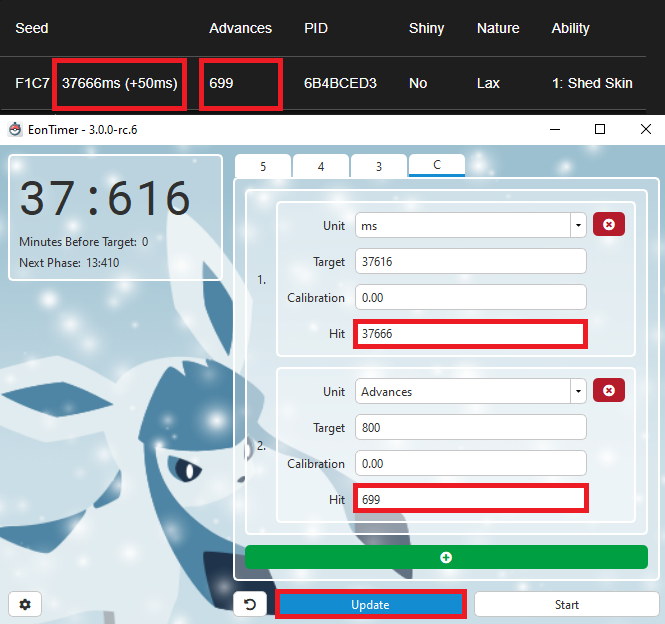 Seed Advances PID Shiny Nature Ability
F1C7 37666ms (+50ms) 699 6B4BCED3 No Lax 1: Shed Skin
EonTimer - 3.0.0-rc.6
5 4 3 C
37:616
Minutes Before Target: 0
Next Phase: 13:410
1.
Unit ms
Target 37616
Calibration 0.00
Hit 37666
2.
Unit Advances
Target 800
Calibration 0.00
Hit 699
Update Start